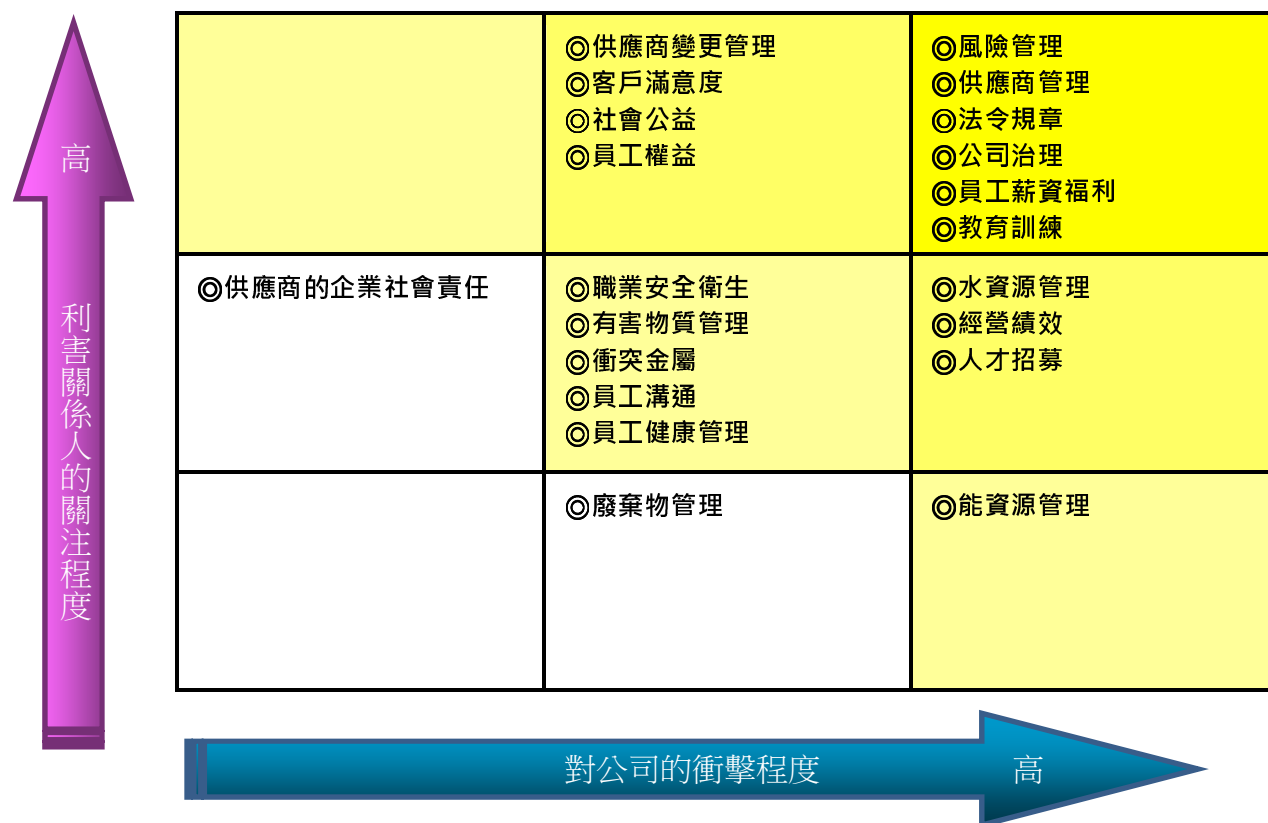 高
利害關係人的關注程度
◎供應商變更管理
◎客戶滿意度
◎社會公益
◎員工權益
◎風險管理
◎供應商管理
◎法令規章
◎公司治理
◎員工薪資福利
◎教育訓練
◎供應商的企業社會責任
◎職業安全衛生
◎有害物質管理
◎衝突金屬
◎員工溝通
◎員工健康管理
◎水資源管理
◎經營績效
◎人才招募
◎廢棄物管理
◎能資源管理
對公司的衝擊程度
高